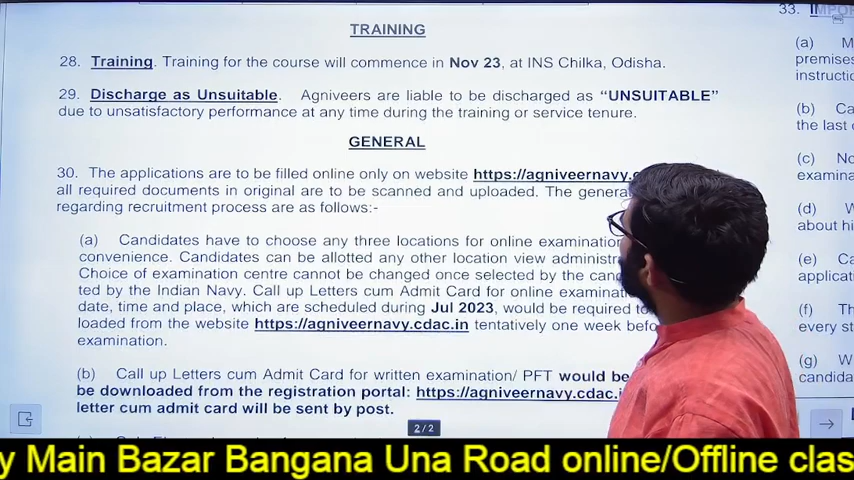 TRAINING
28. Training. Training for the course will commence in Nov 23, at INS Chilka, Odisha.
29. Discharge as Unsuitable. Agniveers are liable to be discharged as “UNSUITABLE”
due to unsatisfactory performance at any time during the training or service tenure.
GENERAL
30. The applications are to be filled online only on website https://agniveernavy.c
all required documents in original are to be scanned and uploaded. The genera
regarding recruitment process are as follows:-
(a) Candidates have to choose any three locations for online examination
convenience. Candidates can be allotted any other location view administr
Choice of examination centre cannot be changed once selected by the can
ted by the Indian Navy. Call up Letters cum Admit Card for online examinat
date, time and place, which are scheduled during Jul 2023, would be required to
loaded from the website https://agniveernavy.cdac.in tentatively one week befo
examination.
(b) Call up Letters cum Admit Card for written examination/ PFT would be
be downloaded from the registration portal: https://agniveernavy.cdac.i
letter cum admit card will be sent by post.
2/2
33. IMPOR
(a) M
premises
instructio
(b) Ca
the last
(c) No
examina
(d) W
about hi
(e) Ca
applicati
(f) Th
every st
(g) W
candida
y Main Bazar Bangana Una Road online/Offline clas